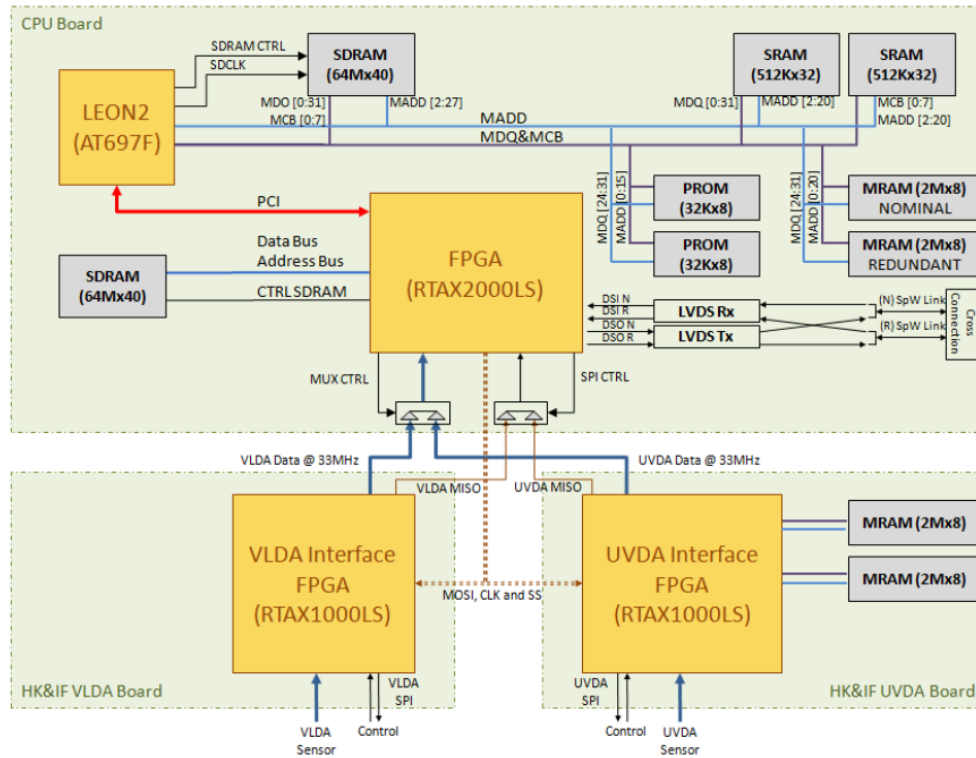 CPU Board
SDRAM CTRL
SDCLK
SDRAM
(64Mx40)
SRAM
(512Kx32)
SRAM
(512Kx32)
LEON2
(AT697F)
MDO [0:31]
MCB [0:7]
MADD [2:27]
MADD
MDQ&MCB
MDQ [0:31]
MADD [2:20]
MCB [0:7]
MADD [2:20]
MDQ [24:31]
MADD [0:15]
PROM
(32Kx8)
PROM
(32Kx8)
MDQ [24:31]
MADD [0:20]
MRAM (2Mx8)
NOMINAL
MRAM (2Mx8)
REDUNDANT
PCI
Data Bus
Address Bus
SDRAM
(64Mx40)
CTRL SDRAM
FPGA
(RTAX2000LS)
DSI N
DSI R
DSO N
DSO R
LVDS Rx
LVDS Tx
(N) SpW Link
(R) SpW Link
Cross
Connection
MUX CTRL
SPI CTRL
VLDA Data @ 33MHz
UVDA Data @ 33MHz
VLDA MISO
UVDA MISO
VLDA Interface
FPGA
(RTAX1000LS)
MOSI, CLK and SS
UVDA Interface
FPGA
(RTAX1000LS)
MRAM (2Mx8)
MRAM (2Mx8)
HK&IF VLDA Board
VLDA
SPI
UVDA
SPI
HK&IF UVDA Board
VLDA
Sensor
Control
Control
UVDA
Sensor